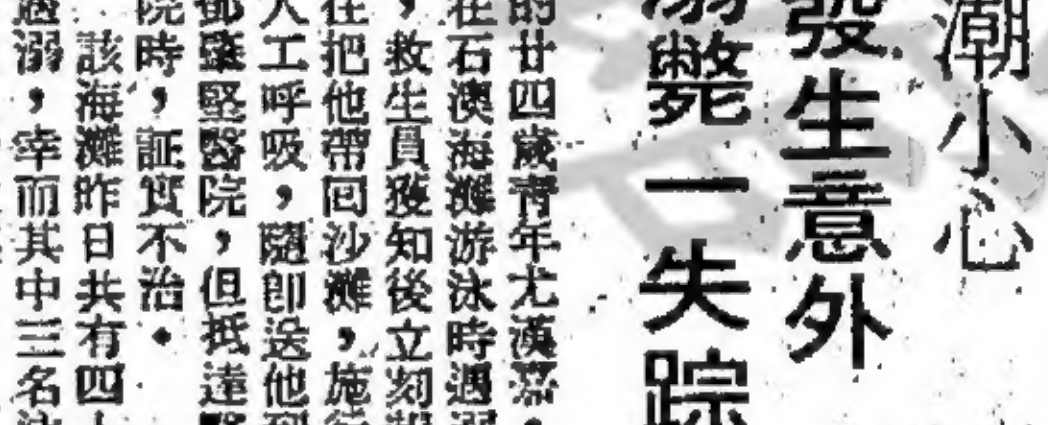 潮小心
發生意外
溺斃一失踪
的廿四歲青年尤漢
在石澳海灘游泳時遇溺
，救生員獲知後立刻
往把他帶回沙灘，施行
人工呼吸，隨即送他到
鄧肇堅醫院，但抵達醫
院時，証實不治。
該海灘昨日共有四
遇溺，幸而其中三名泳